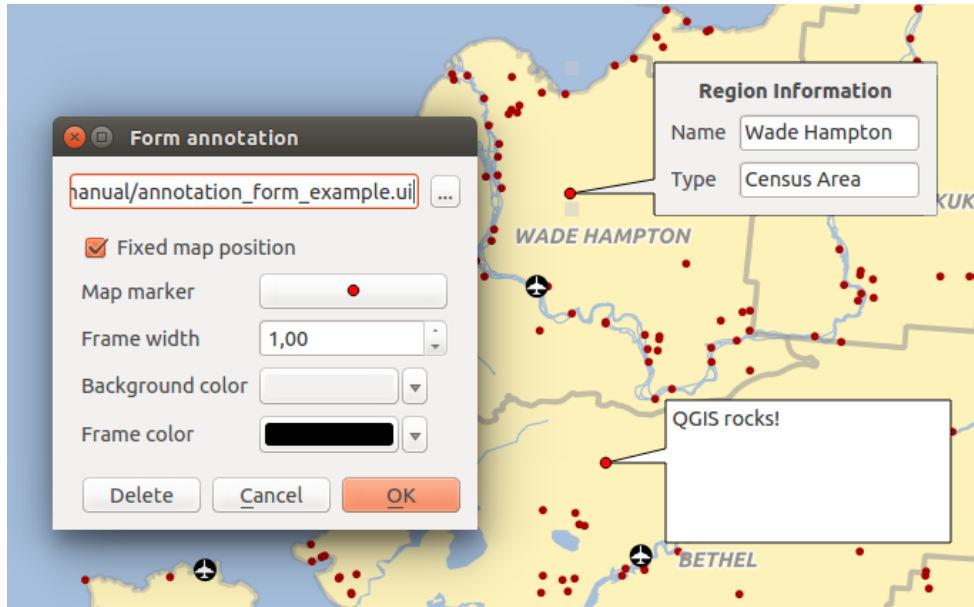 Form annotation
manual/annotation_form_example.ui
...
Fixed map position
Map marker
Frame width 1,00
Background color
Frame color
Delete Cancel OK
Region Information
Name Wade Hampton
Type Census Area
KUK
WADE HAMPTON
QGIS rocks!
BETHEL